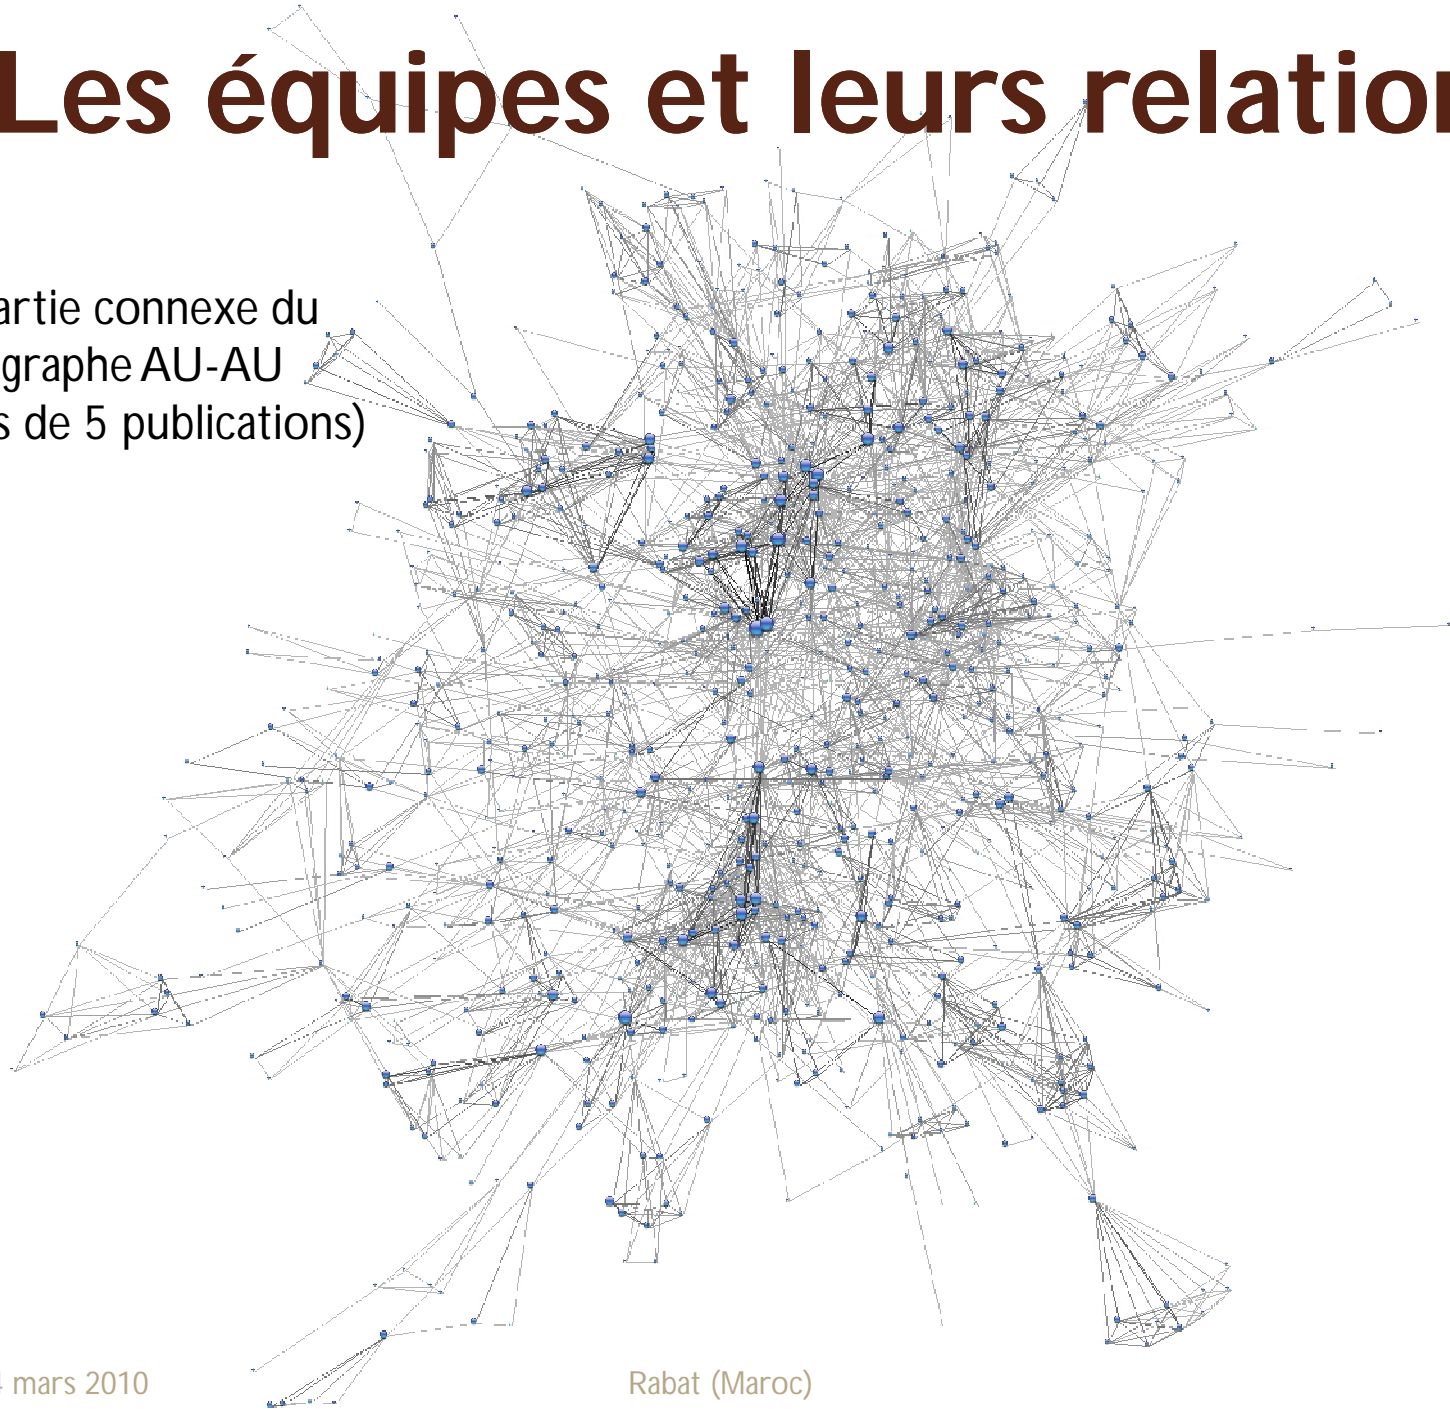 Les équipes et leurs relation
artie connexe du
graphe AU-AU
s de 5 publications)
mars 2010
Rabat (Maroc)